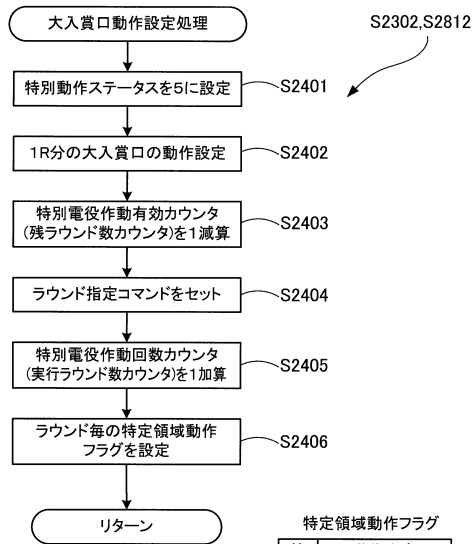 大入賞口動作設定処理
S2302,S2812
特別動作ステータスを5に設定
S2401
1R分の大入賞口の動作設定
S2402
特別電役作動有効カウンタ
(残ラウンド数カウンタ)を1減算
S2403
ラウンド指定コマンドをセット
S2404
特別電役作動回数カウンタ
(実行ラウンド数カウンタ)を1加算
S2405
ラウンド毎の特定領域動作
フラグを設定
S2406
リターン
特定領域動作フラグ